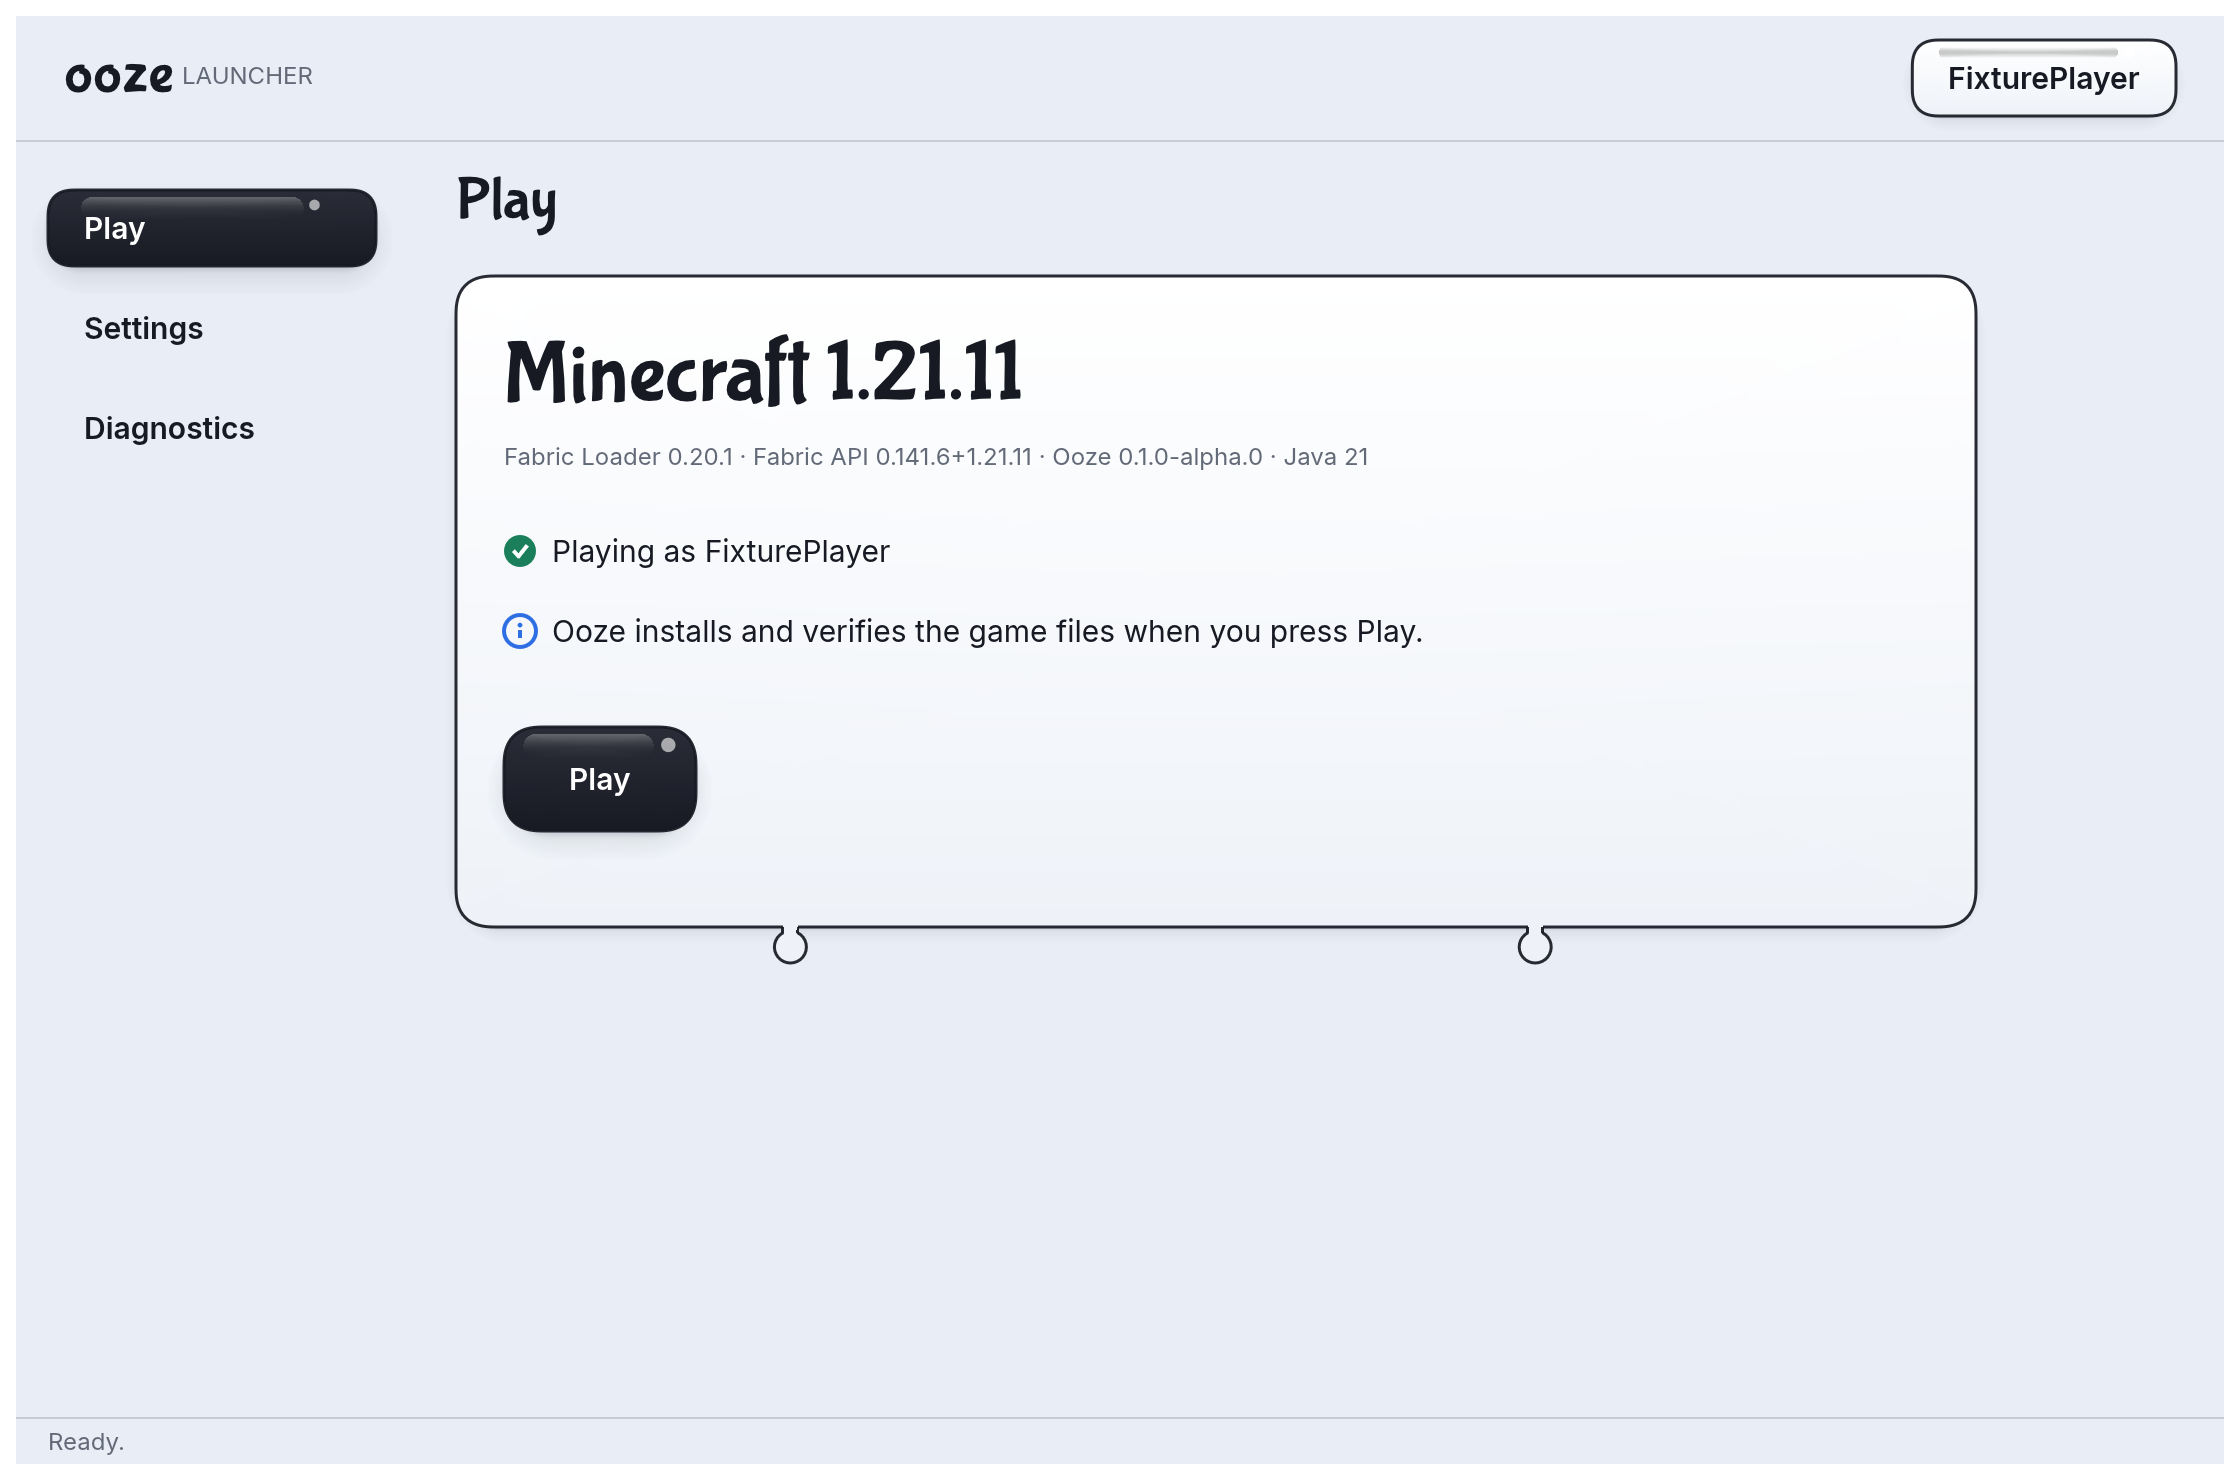 ooze LAUNCHER
FixturePlayer
Play
Settings
Diagnostics
Play
Minecraft 1.21.11
Fabric Loader 0.20.1 · Fabric API 0.141.6+1.21.11 · Ooze 0.1.0-alpha.0 · Java 21
Playing as FixturePlayer
Ooze installs and verifies the game files when you press Play.
Play
Ready.